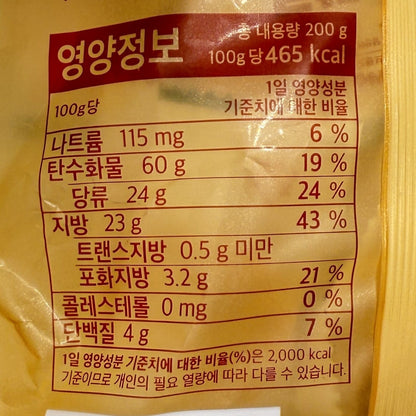 영양정보
총 내용량 200 g
100g 당 465 kcal
100g당
1일 영양성분
기준치에 대한 비율
나트륨 115 mg 6 %
탄수화물 60 g 19 %
당류 24 g 24 %
지방 23 g 43 %
트랜스지방 0.5 g 미만
포화지방 3.2 g 21 %
콜레스테롤 0 mg 0 %
단백질 4 g 7 %
1일 영양성분 기준치에 대한 비율(%)은 2,000 kcal
기준이므로 개인의 필요 열량에 따라 다를 수 있습니다.